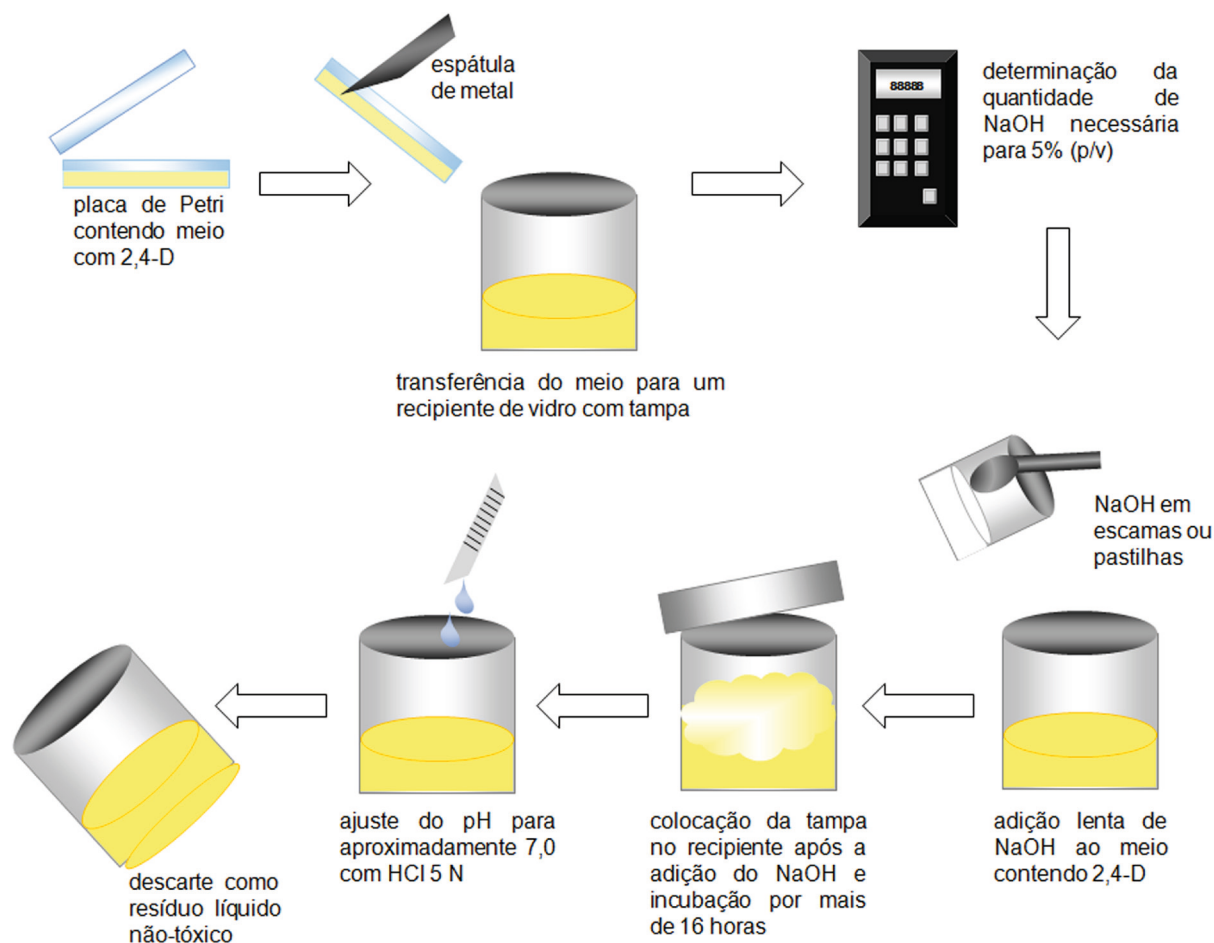 placa de Petri
contendo meio
com 2,4-D
espátula
de metal
transferência do meio para um
recipiente de vidro com tampa
88888
determinação da
quantidade de
NaOH necessária
para 5% (p/v)
NaOH em
escamas ou
pastilhas
adição lenta de
NaOH ao meio
contendo 2,4-D
colocação da tampa
no recipiente após a
adição do NaOH e
incubação por mais
de 16 horas
ajuste do pH para
aproximadamente 7,0
com HCl 5 N
descarte como
resíduo líquido
não-tóxico